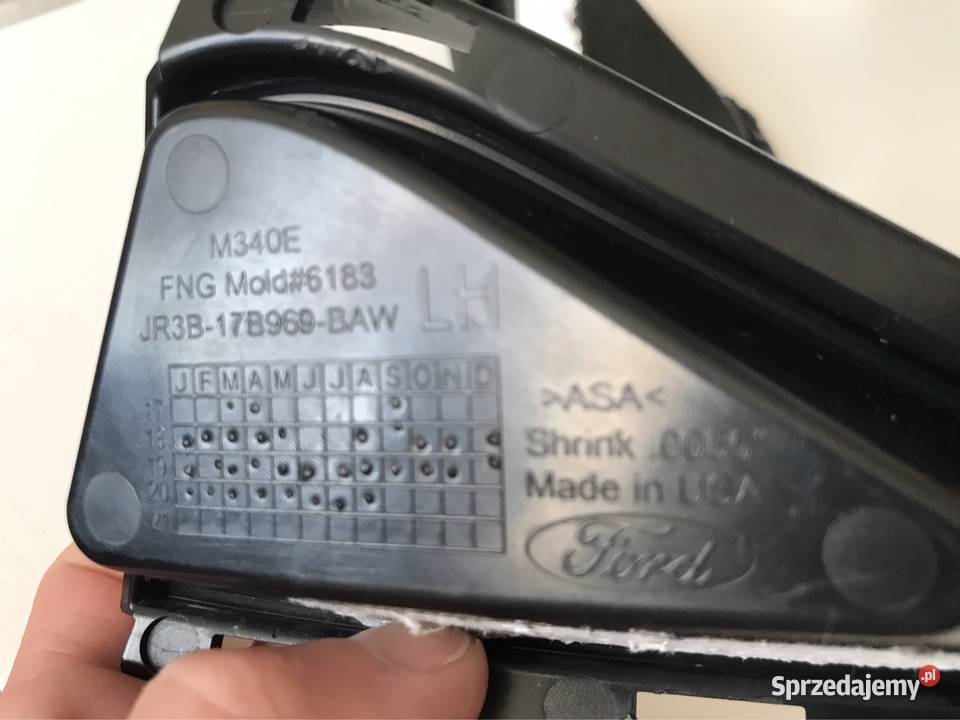 M340E
FNG Mold#6183
JR3B-17B969-BAW
LH
J F M A M J J A S O N D
17
18
19
20
21
>ASA<
Shrink
Made in USA
Ford
Sprzedajemy.pl